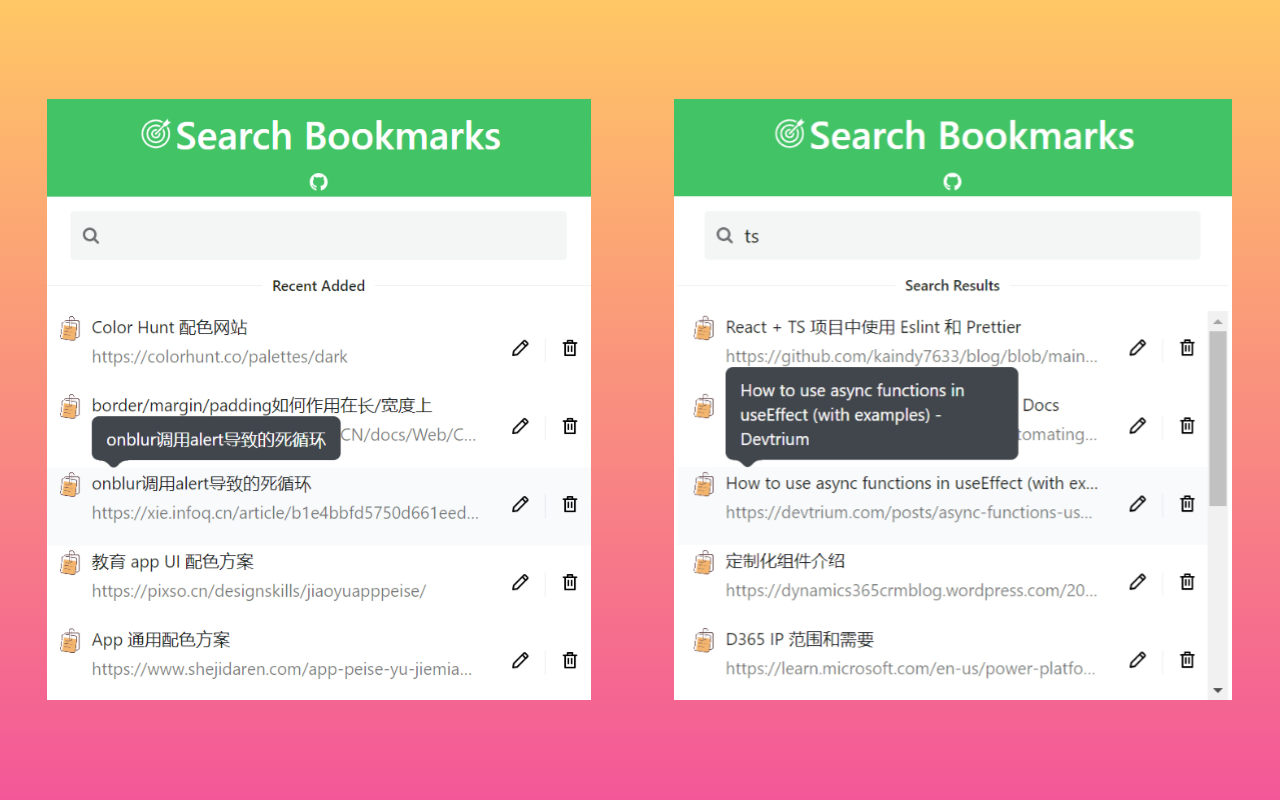 Search Bookmarks
Recent Added
Color Hunt 配色网站
https://colorhunt.co/palettes/dark
border/margin/padding如何作用在长/宽度上
CN/docs/Web/C...
onblur调用alert导致的死循环
onblur调用alert导致的死循环
https://xie.infoq.cn/article/b1e4bbfd5750d661eed...
教育 app UI 配色方案
https://pixso.cn/designskills/jiaoyuapppeise/
App 通用配色方案
https://www.shejidaren.com/app-peise-yu-jiemia...
Search Bookmarks
ts
Search Results
React + TS 项目中使用 Eslint 和 Prettier
https://github.com/kaindy7633/blog/blob/main...
How to use async functions in
useEffect (with examples) -
Devtrium
Docs
tomating...
How to use async functions in useEffect (with ex...
https://devtrium.com/posts/async-functions-us...
定制化组件介绍
https://dynamics365crmblog.wordpress.com/20...
D365 IP 范围和需要
https://learn.microsoft.com/en-us/power-platfo...